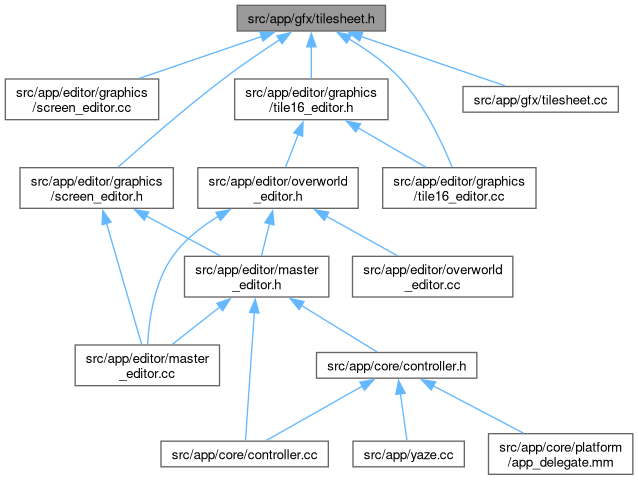 src/app/gfx/tilesheet.h
src/app/editor/graphics
/screen_editor.cc
src/app/editor/graphics
/tile16_editor.h
src/app/gfx/tilesheet.cc
src/app/editor/graphics
/screen_editor.h
src/app/editor/overworld
_editor.h
src/app/editor/graphics
/tile16_editor.cc
src/app/editor/master
_editor.h
src/app/editor/overworld
_editor.cc
src/app/editor/master
_editor.cc
src/app/core/controller.h
src/app/core/controller.cc
src/app/yaze.cc
src/app/core/platform
/app_delegate.mm